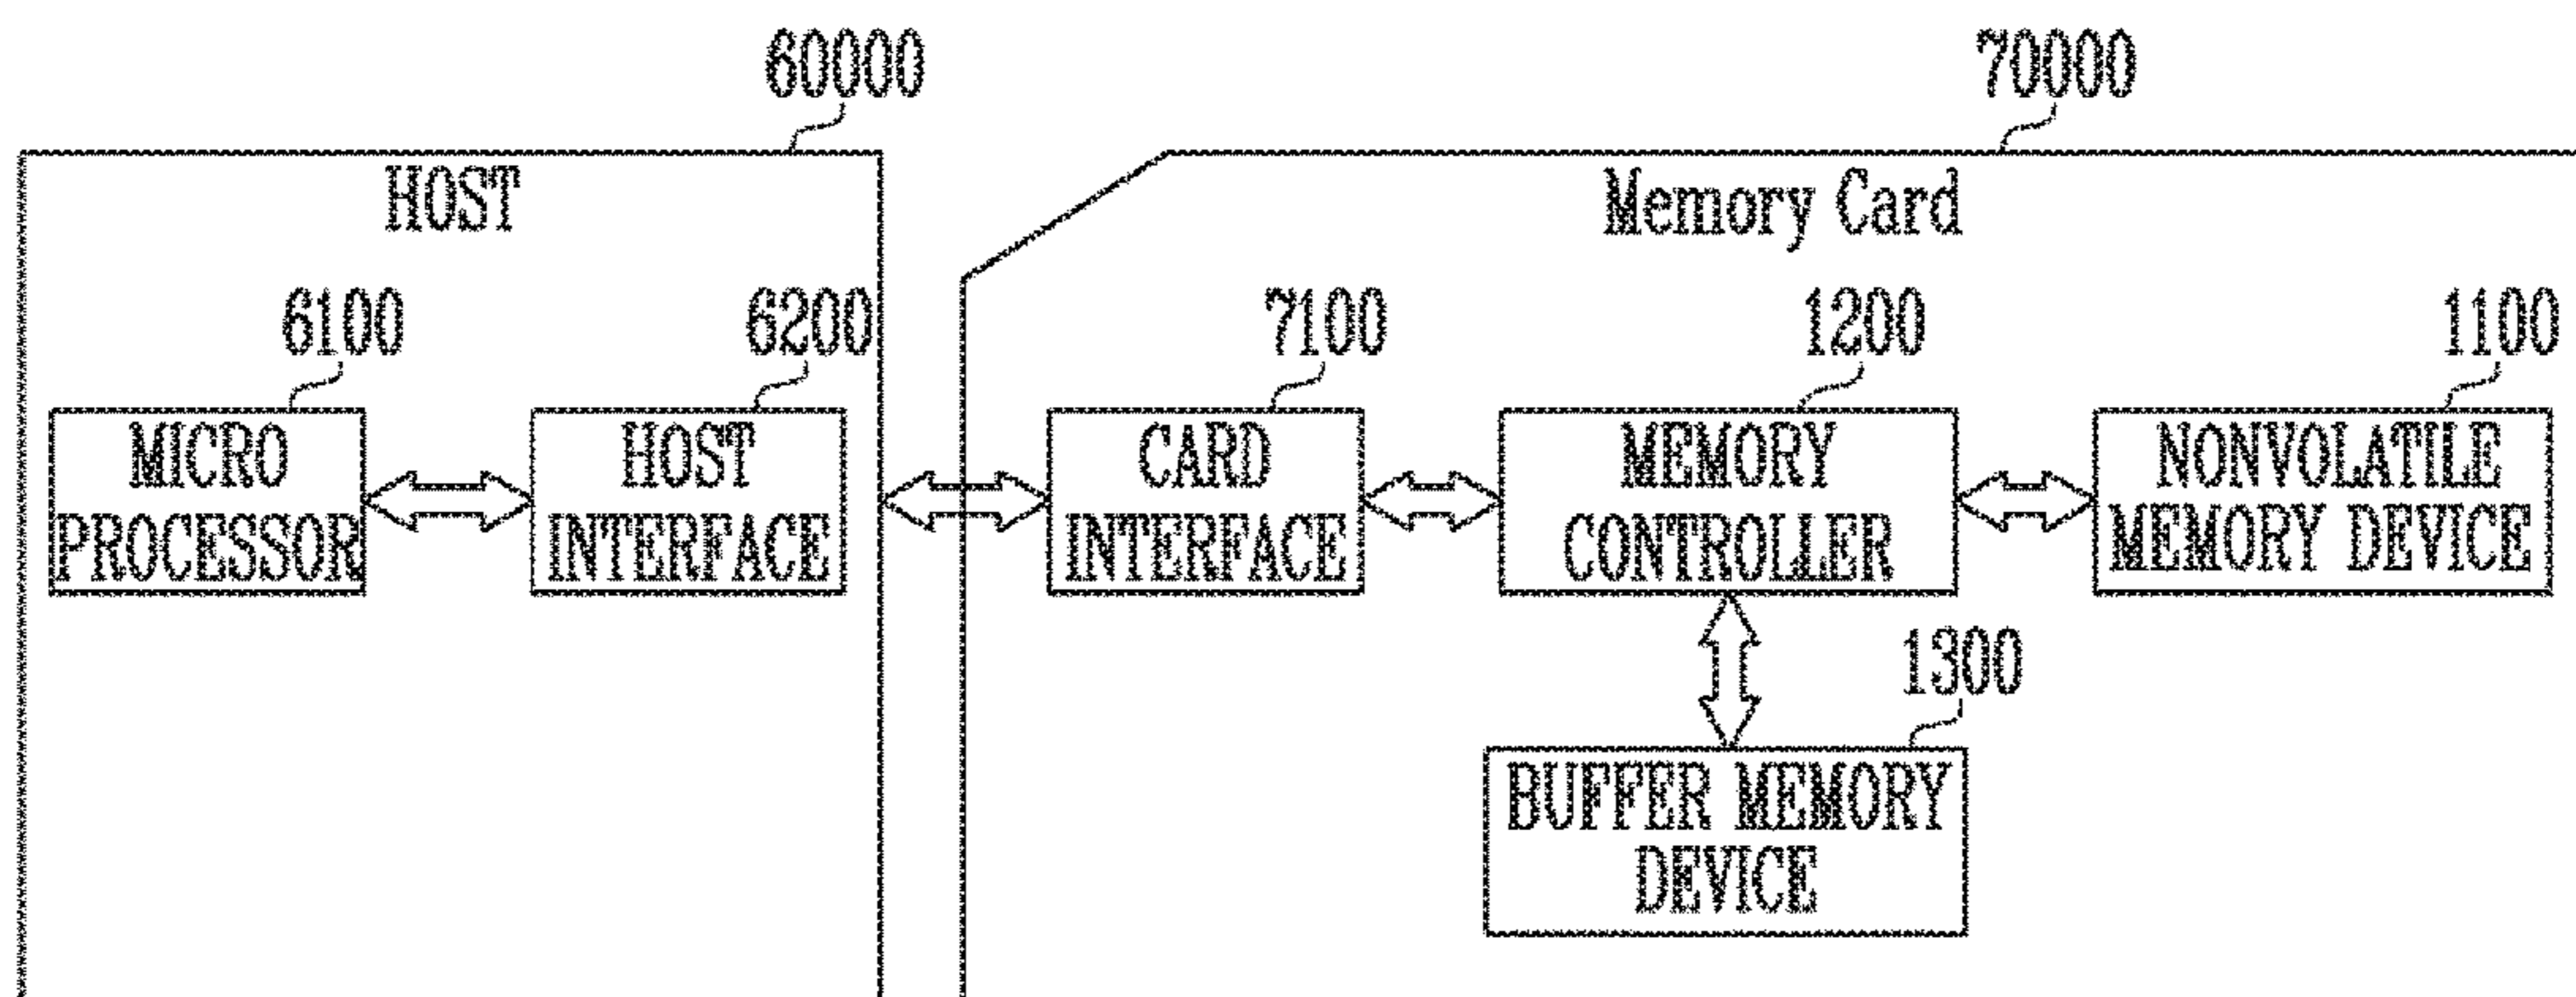 60000
70000
HOST
Memory Card
6100
6200
7100
1200
1100
MICRO
PROCESSOR
HOST
INTERFACE
CARD
INTERFACE
MEMORY
CONTROLLER
NONVOLATILE
MEMORY DEVICE
1300
BUFFER MEMORY
DEVICE